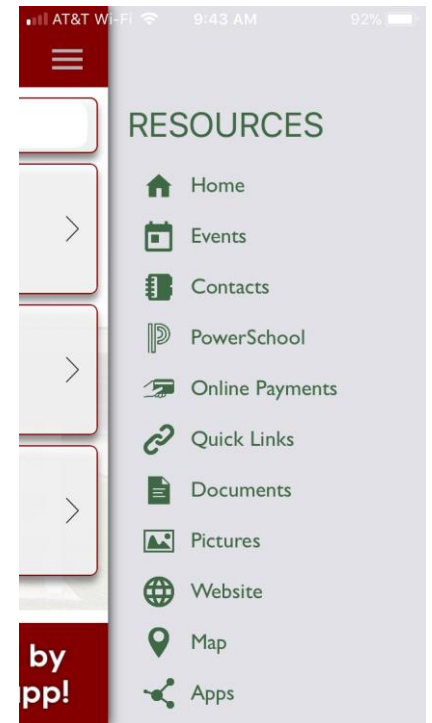 AT&T Wi-Fi 9:43 AM 92%
RESOURCES
Home
Events
Contacts
PowerSchool
Online Payments
Quick Links
Documents
Pictures
Website
Map
by
Apps
pp!